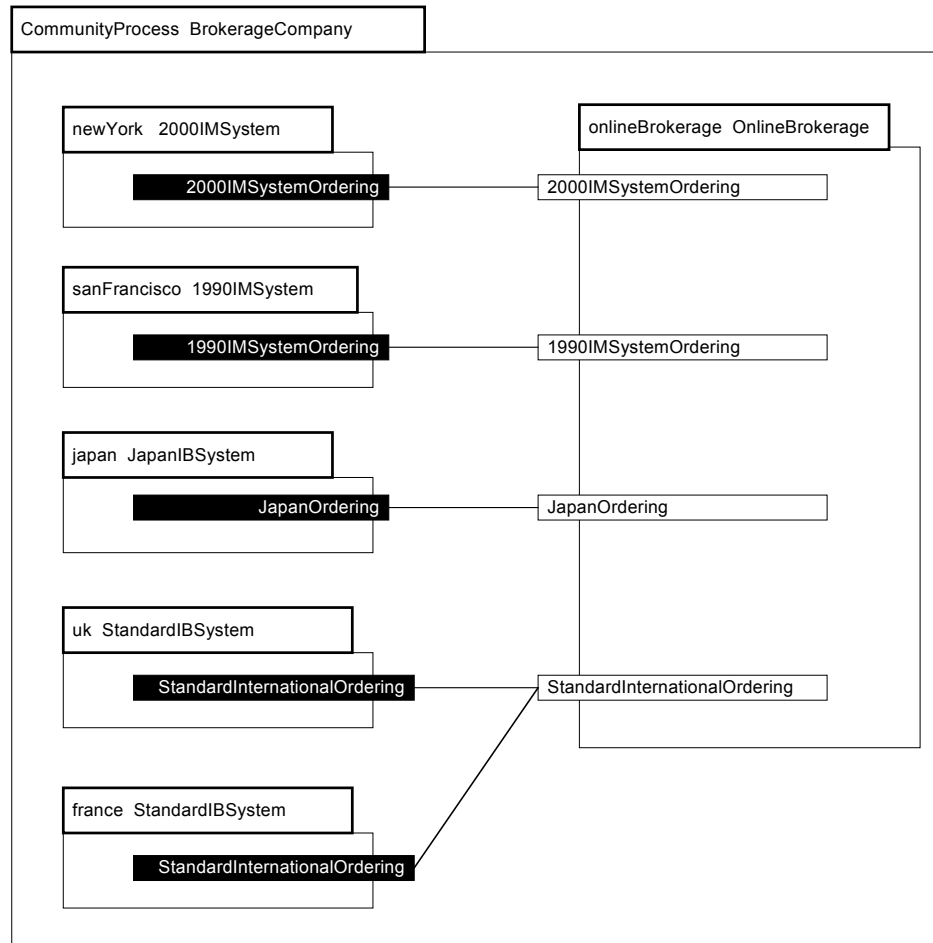 CommunityProcess BrokerageCompany
newYork 2000IMSystem
onlineBrokerage OnlineBrokerage
2000IMSystemOrdering
2000IMSystemOrdering
sanFrancisco 1990IMSystem
1990IMSystemOrdering
1990IMSystemOrdering
japan JapanIBSystem
JapanOrdering
JapanOrdering
uk StandardIBSystem
StandardInternationalOrdering
StandardInternationalOrdering
france StandardIBSystem
StandardInternationalOrdering